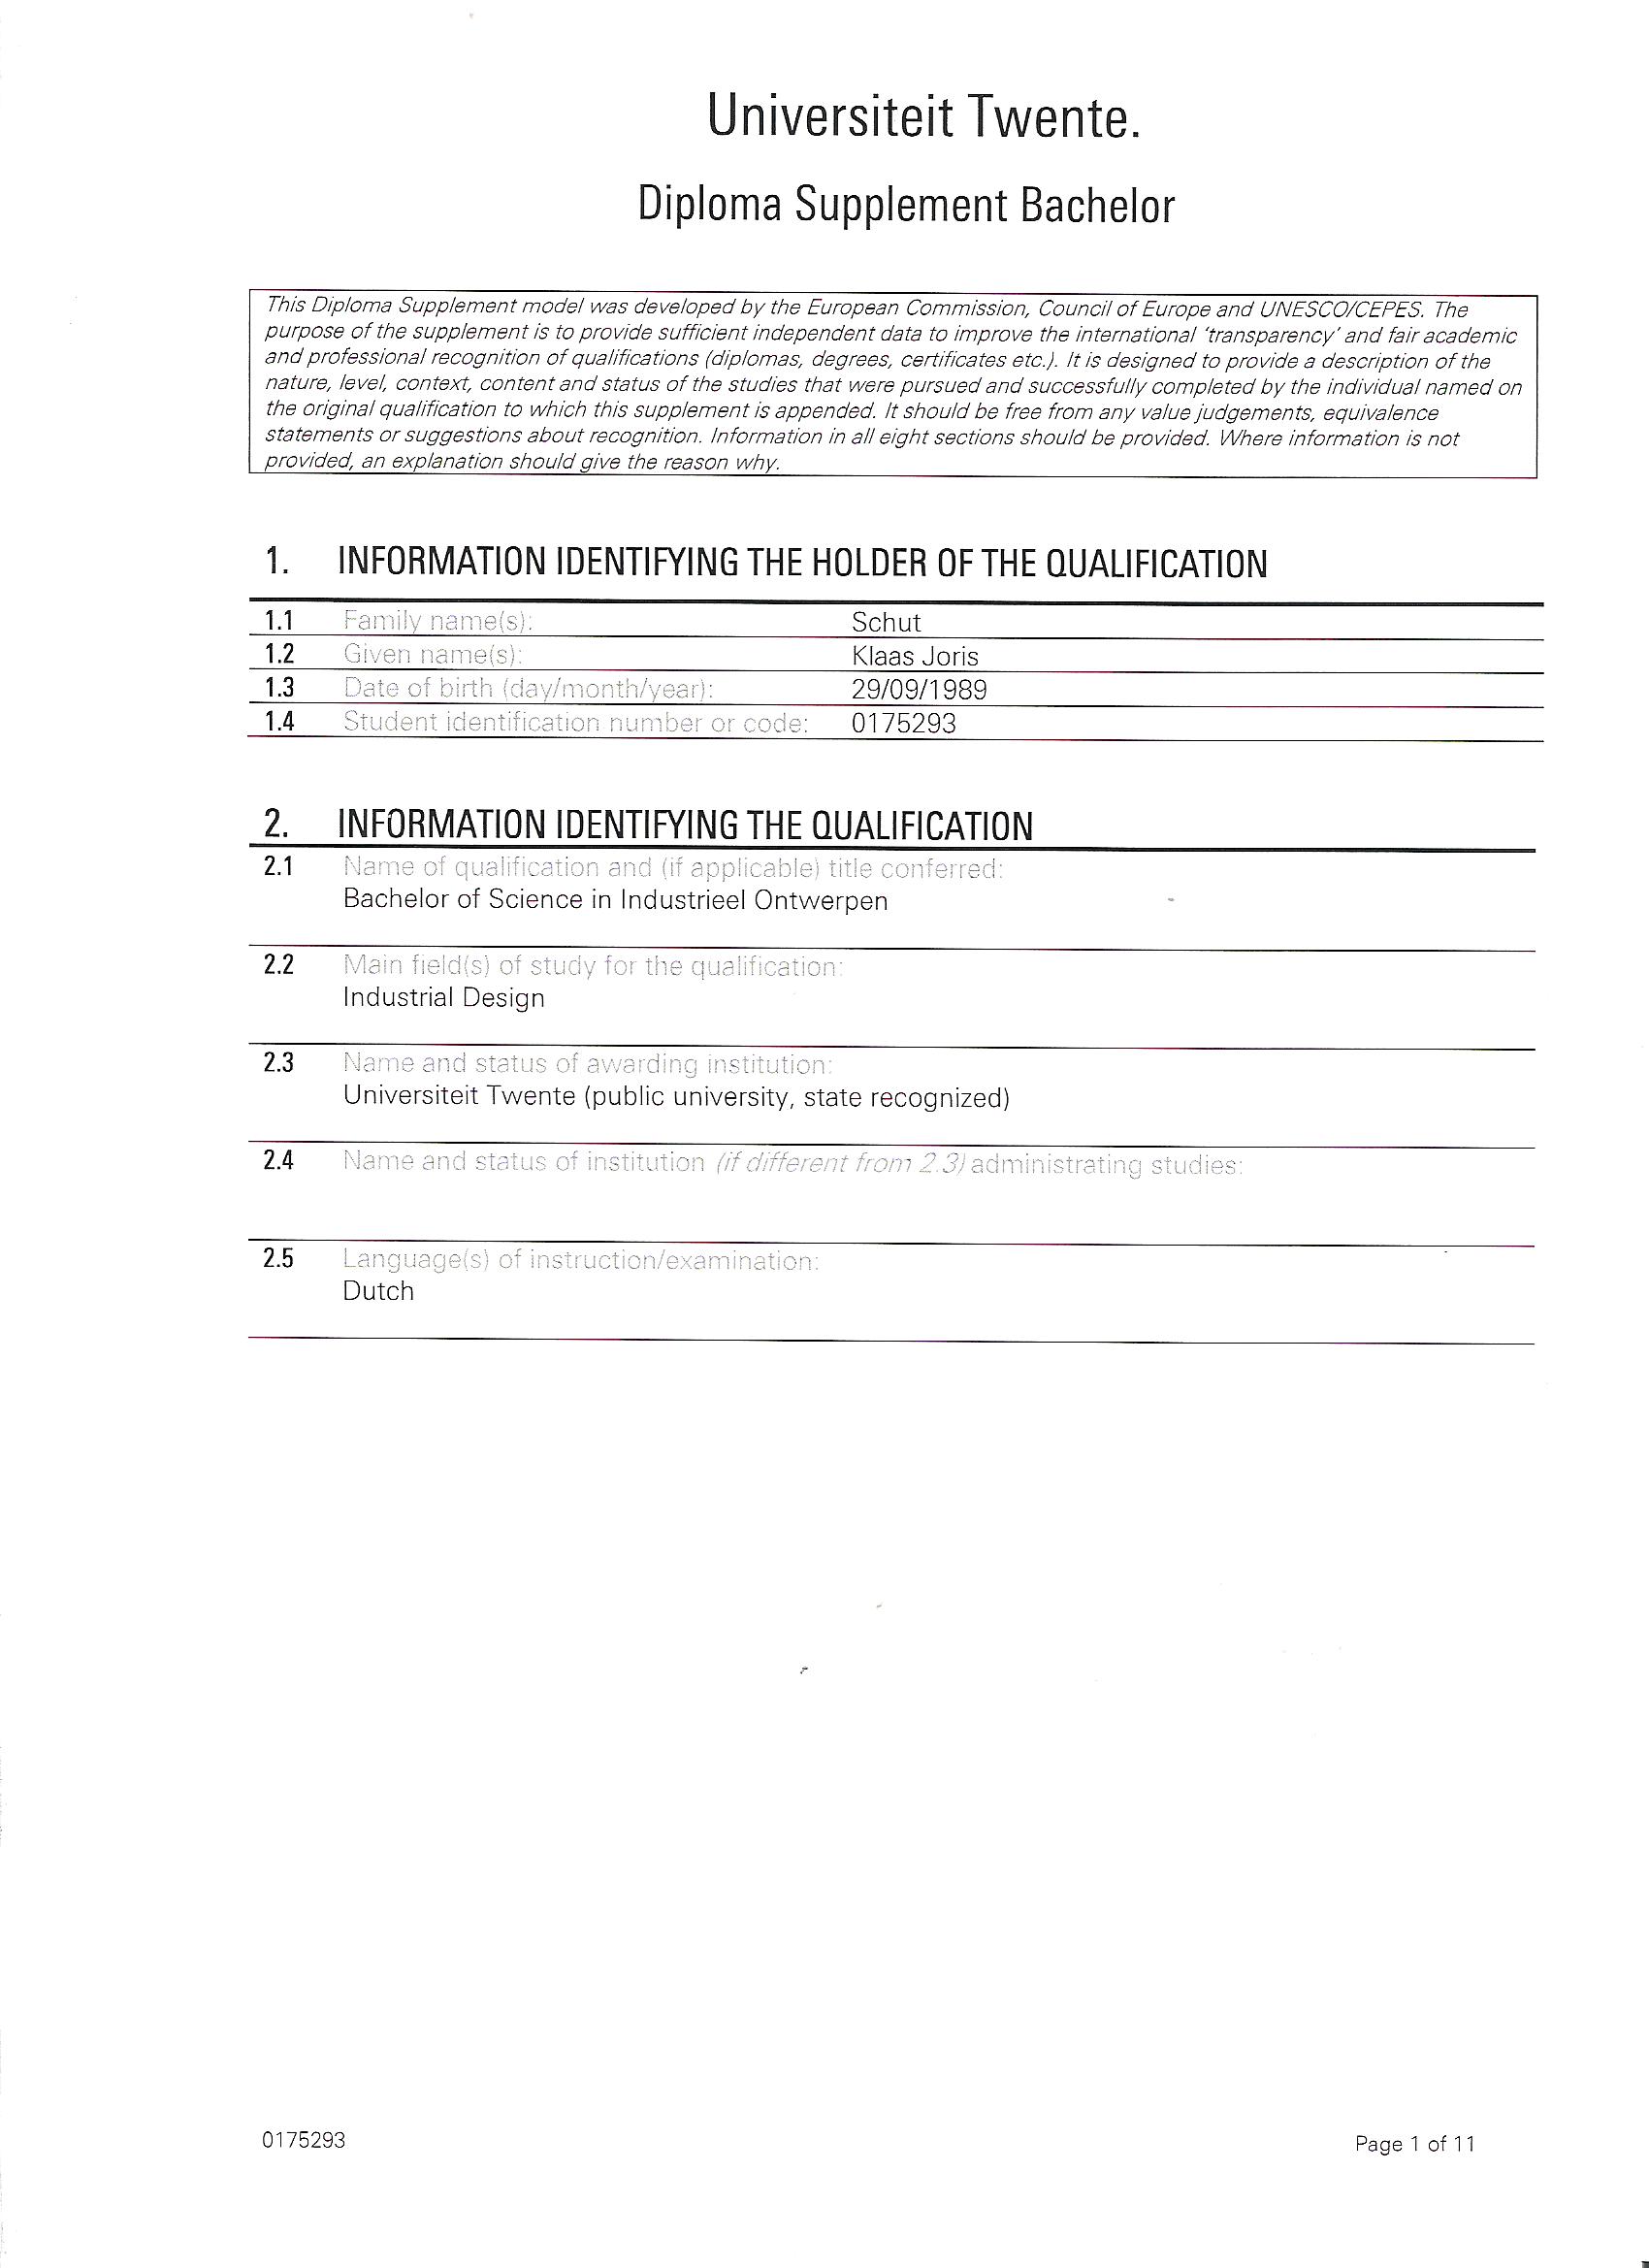 Universiteit Twente.
Diploma Supplement Bachelor
This Diploma Supplement model was developed by the European Commission, Council of Europe and UNESCO/CEPES. The
purpose of the supplement is to provide sufficient independent data to improve the international 'transparency' and fair academic
and professional recognition of qualifications (diplomas, degrees, certificates etc.). It is designed to provide a description of the
nature, level, context, content and status of the studies that were pursued and successfully completed by the individual named on
the original qualification to which this supplement is appended. It should be free from any value judgements, equivalence
statements or suggestions about recognition. Information in all eight sections should be provided. Where information is not
provided, an explanation should give the reason why.
1. INFORMATION IDENTIFYING THE HOLDER OF THE QUALIFICATION
1.1 Family name(s): Schut
1.2 Given name(s): Klaas Joris
1.3 Date of birth (day/month/year): 29/09/1989
1.4 Student identification number or code: 0175293
2. INFORMATION IDENTIFYING THE QUALIFICATION
2.1 Name of qualification and (if applicable) title conferred:
Bachelor of Science in Industrieel Ontwerpen
2.2 Main field(s) of study for the qualification:
Industrial Design
2.3 Name and status of awarding institution:
Universiteit Twente (public university, state recognized)
2.4 Name and status of institution (if different from 2.3) administrating studies:
2.5 Language(s) of instruction/examination:
Dutch
0175293 Page 1 of 11